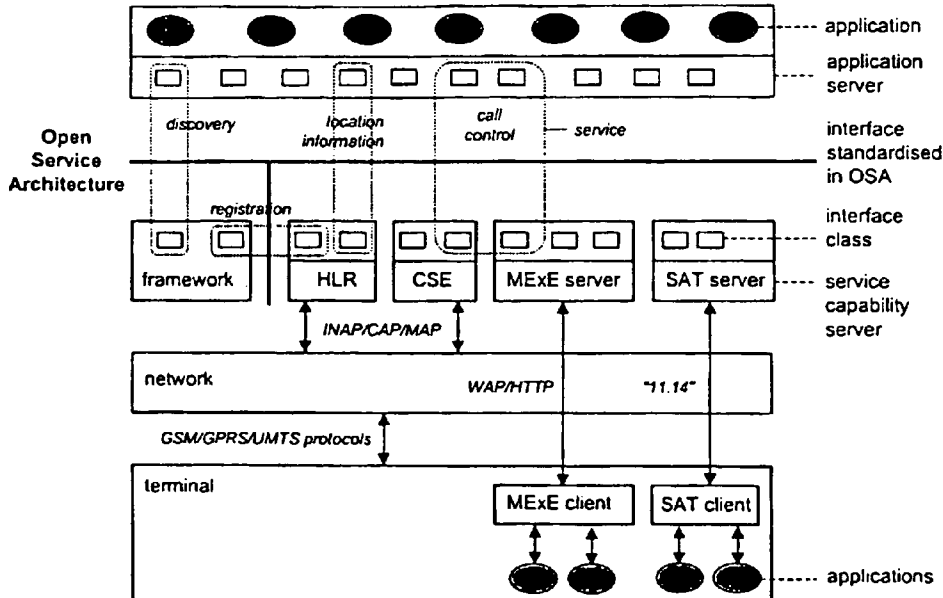 application
application
server
discovery
location
information
call
control
service
Open
Service
Architecture
interface
standardised
in OSA
registration
interface
class
framework
HLR
CSE
MExE server
SAT server
service
capability
server
INAP/CAP/MAP
network
WAP/HTTP
"11.14"
GSM/GPRS/UMTS protocols
terminal
MExE client
SAT client
applications